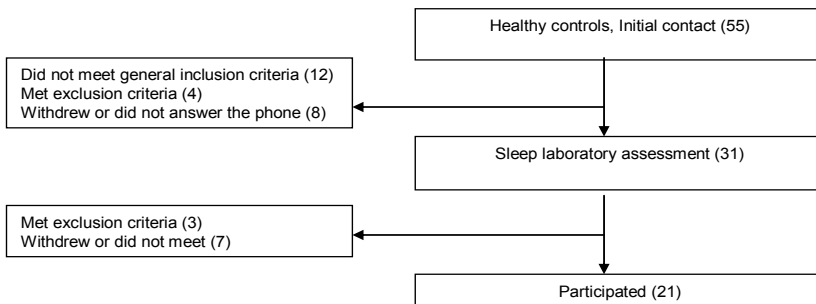 Healthy controls, Initial contact (55)
Did not meet general inclusion criteria (12)
Met exclusion criteria (4)
Withdrew or did not answer the phone (8)
Sleep laboratory assessment (31)
Met exclusion criteria (3)
Withdrew or did not meet (7)
Participated (21)